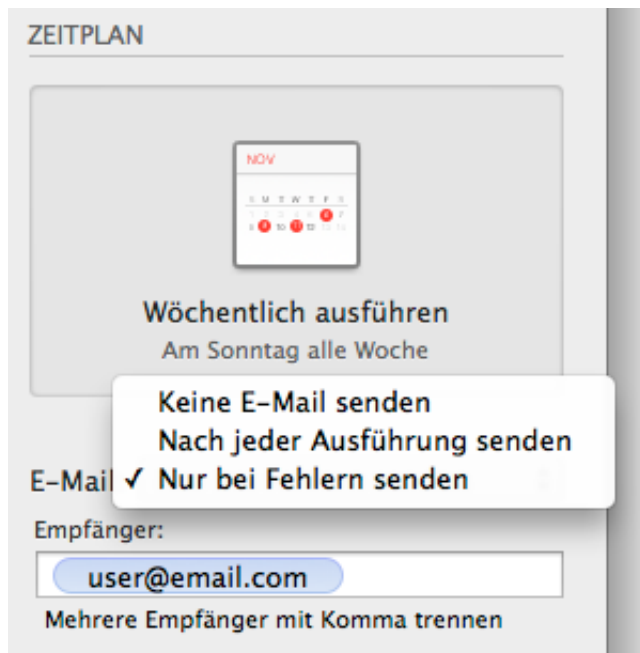 ZEITPLAN
NOV
S M T W T F S
Wöchentlich ausführen
Am Sonntag alle Woche
Keine E-Mail senden
Nach jeder Ausführung senden
E-Mail ✓ Nur bei Fehlern senden
Empfänger:
user@email.com
Mehrere Empfänger mit Komma trennen